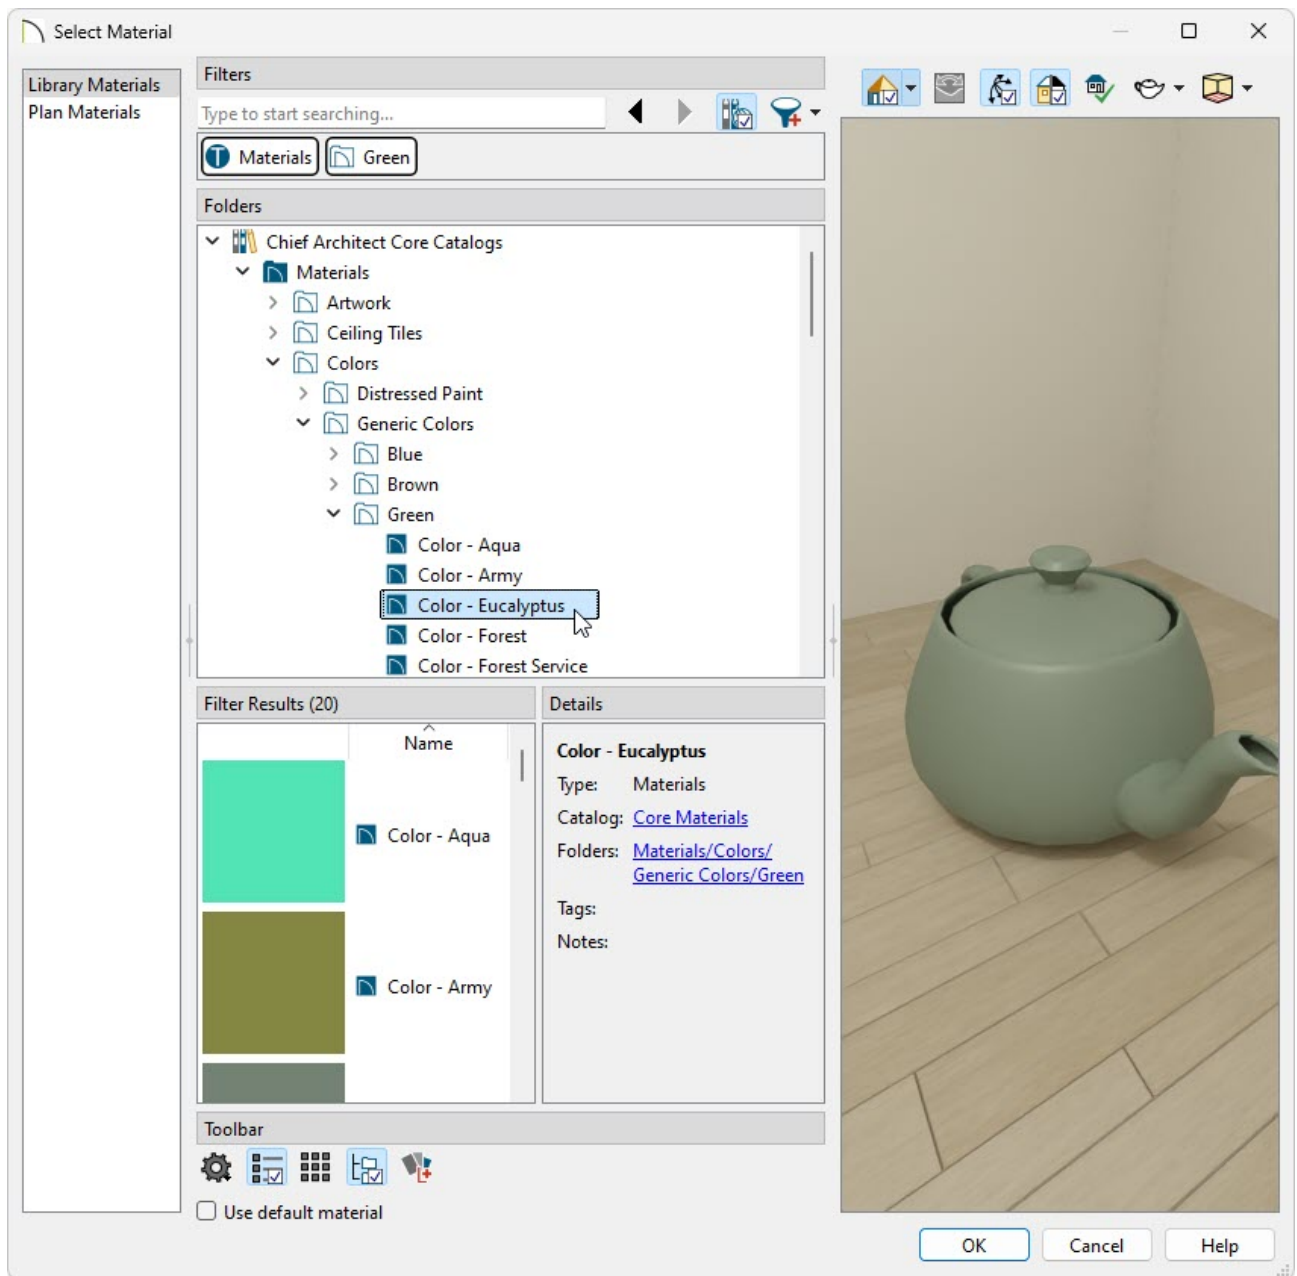 Select Material
Library Materials
Plan Materials
Filters
Type to start searching...
Materials
Green
Folders
Chief Architect Core Catalogs
Materials
Artwork
Ceiling Tiles
Colors
Distressed Paint
Generic Colors
Blue
Brown
Green
Color - Aqua
Color - Army
Color - Eucalyptus
Color - Forest
Color - Forest Service
Filter Results (20)
Name
Color - Aqua
Color - Army
Details
Color - Eucalyptus
Type: Materials
Catalog: Core Materials
Folders: Materials/Colors/
Generic Colors/Green
Tags:
Notes:
Toolbar
Use default material
OK
Cancel
Help